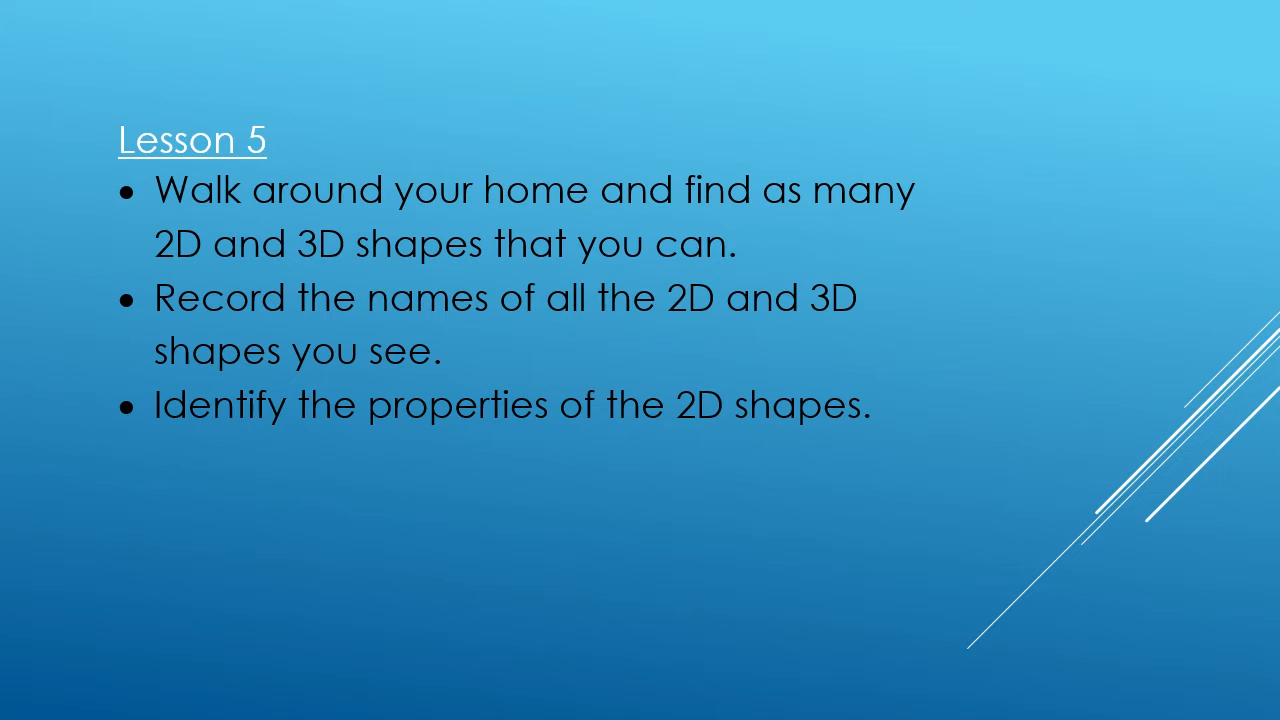 Lesson 5
• Walk around your home and find as many
2D and 3D shapes that you can.
• Record the names of all the 2D and 3D
shapes you see.
• Identify the properties of the 2D shapes.